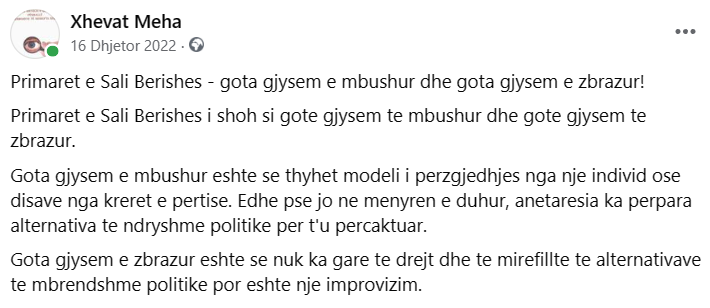 Xhevat Meha
16 Dhjetor 2022 ·
Primaret e Sali Berishes - gota gjysem e mbushur dhe gota gjysem e zbrazur!
Primaret e Sali Berishes i shoh si gote gjysem te mbushur dhe gote gjysem te
zbrazur.
Gota gjysem e mbushur eshte se thyhet modeli i perzgjedhjes nga nje individ ose
disave nga kreret e pertise. Edhe pse jo ne menyren e duhur, anetaresia ka perpara
alternativa te ndryshme politike per t'u percaktuar.
Gota gjysem e zbrazur eshte se nuk ka gare te drejt dhe te mirefillte te alternativave
te mbrendshme politike por eshte nje improvizim.